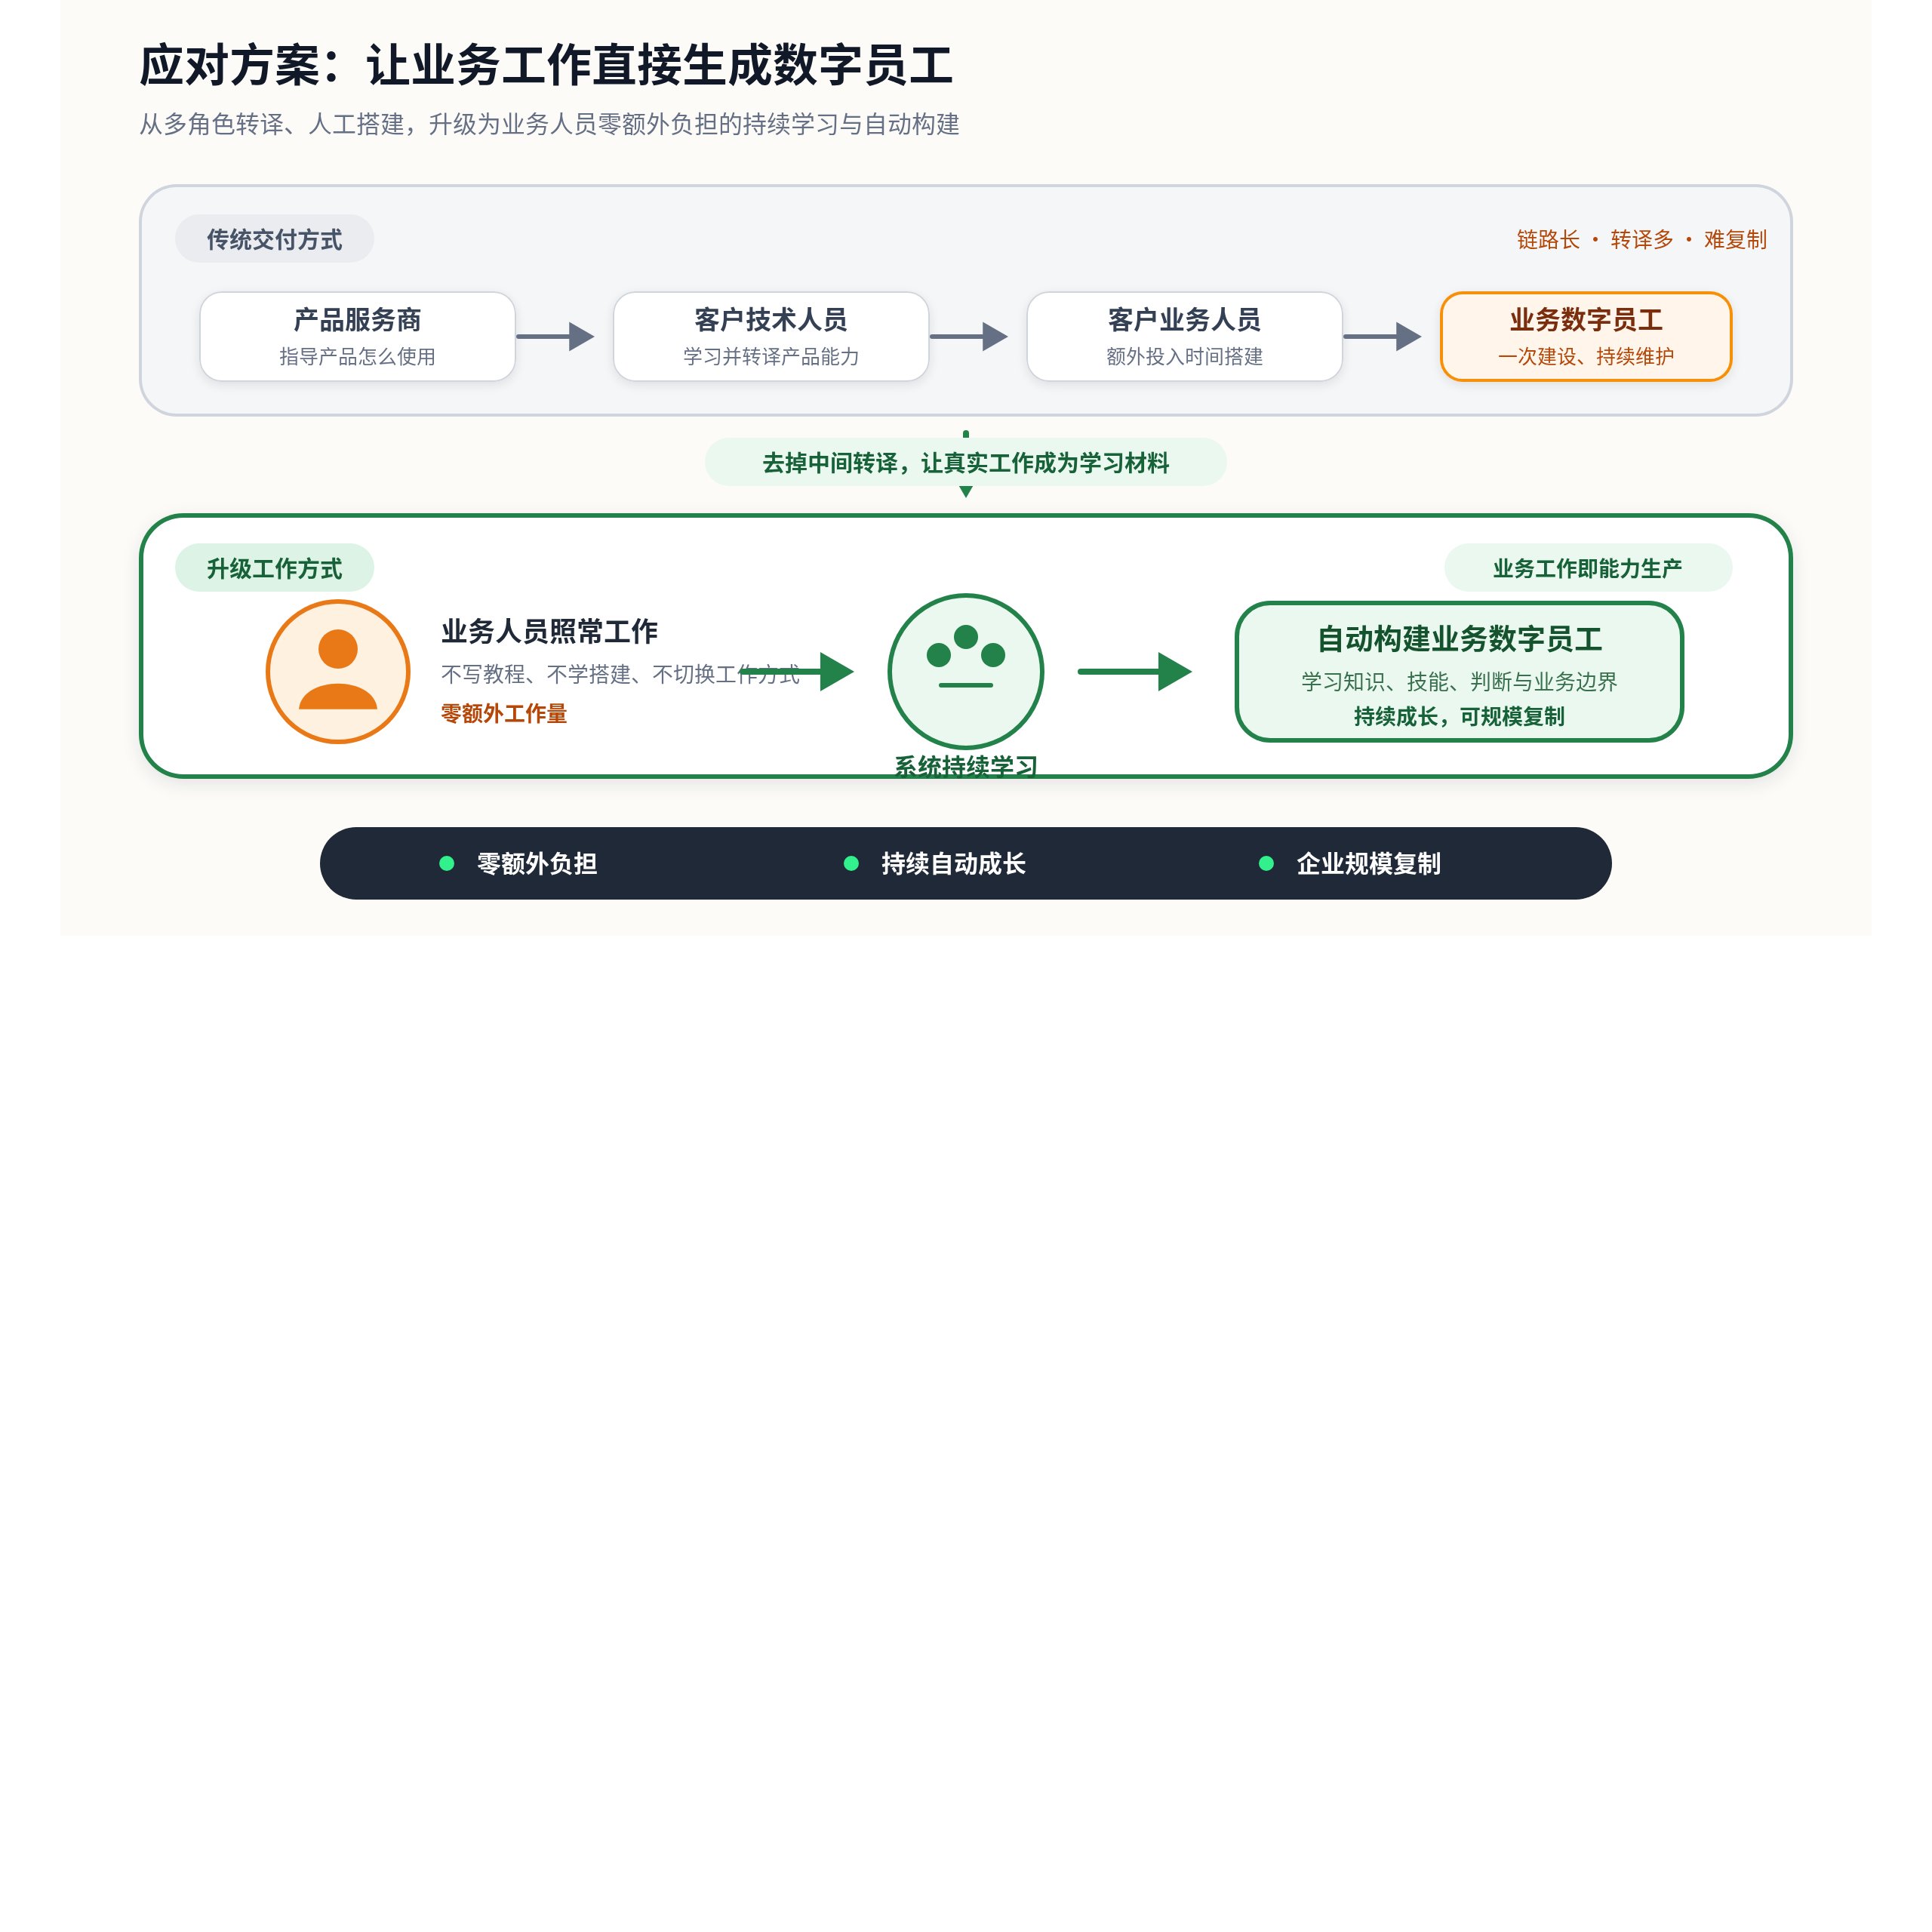 应对方案：让业务工作直接生成数字员工
从多角色转译、人工搭建，升级为业务人员零额外负担的持续学习与自动构建
传统交付方式
链路长 • 转译多 • 难复制
产品服务商
指导产品怎么使用
客户技术人员
学习并转译产品能力
客户业务人员
额外投入时间搭建
业务数字员工
一次建设、持续维护
去掉中间转译，让真实工作成为学习材料
升级工作方式
业务工作即能力生产
业务人员照常工作
不写教程、不学搭建、不切换工作方式
零额外工作量
系统持续学习
自动构建业务数字员工
学习知识、技能、判断与业务边界
持续成长，可规模复制
零额外负担
持续自动成长
企业规模复制